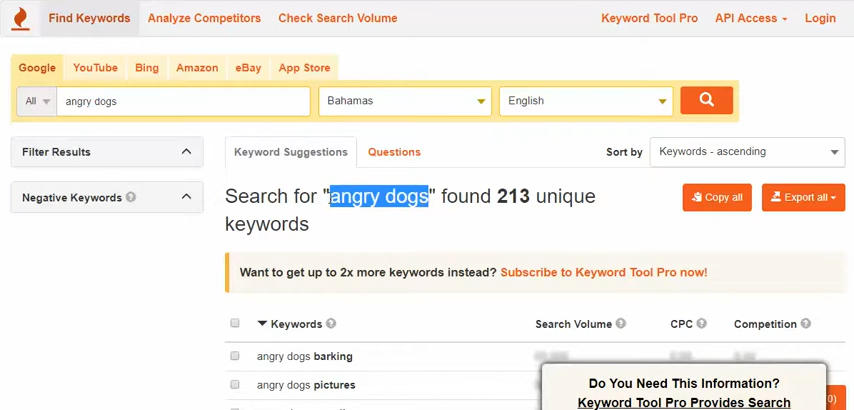 Find Keywords Analyze Competitors Check Search Volume Keyword Tool Pro API Access Login
Google YouTube Bing Amazon eBay App Store
All angry dogs Bahamas English
Filter Results
Keyword Suggestions Questions Sort by Keywords - ascending
Negative Keywords
Search for "angry dogs" found 213 unique
keywords
Copy all Export all
Want to get up to 2x more keywords instead? Subscribe to Keyword Tool Pro now!
Keywords Search Volume CPC Competition
angry dogs barking
angry dogs pictures
Do You Need This Information?
Keyword Tool Pro Provides Search